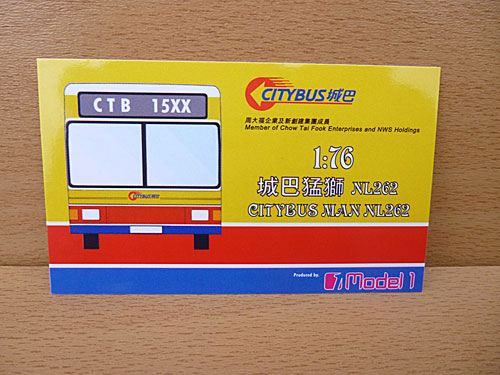 CTB 15XX
CITYBUS
CITYBUS城巴
周大福企業及新創建集團成員
Member of Chow Tai Fook Enterprises and NWS Holdings
1:76
城巴猛獅 NL262
CITYBUS MAN NL262
Produced by.
Model 1